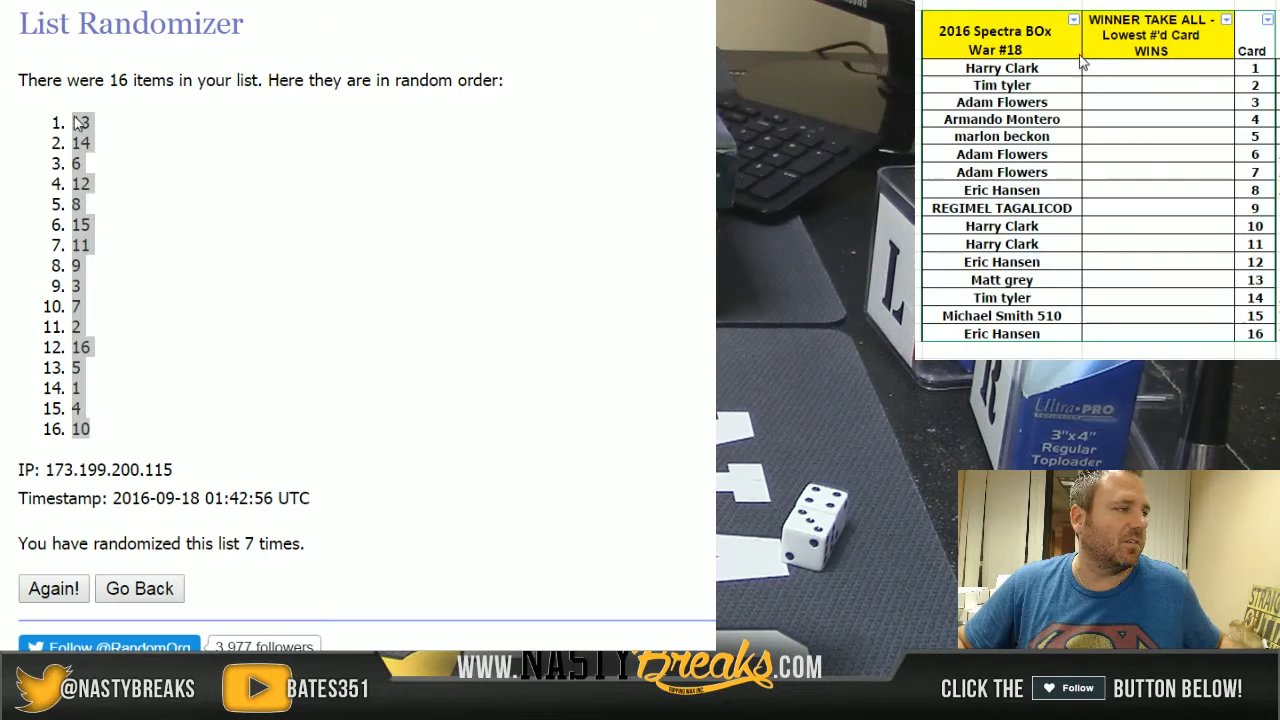 List Randomizer
There were 16 items in your list. Here they are in random order:
1. 13
2. 14
3. 6
4. 12
5. 8
6. 15
7. 11
8. 9
9. 3
10. 7
11. 2
12. 16
13. 5
14. 1
15. 4
16. 10
IP: 173.199.200.115
Timestamp: 2016-09-18 01:42:56 UTC
You have randomized this list 7 times.
Again! Go Back
Follow @RandomOrg 3,977 followers
2016 Spectra BOx
War #18
WINNER TAKE ALL -
Lowest #'d Card
WINS
Card
Harry Clark 1
Tim tyler 2
Adam Flowers 3
Armando Montero 4
marlon beckon 5
Adam Flowers 6
Adam Flowers 7
Eric Hansen 8
REGIMEL TAGALICOD 9
Harry Clark 10
Harry Clark 11
Eric Hansen 12
Matt grey 13
Tim tyler 14
Michael Smith 510 15
Eric Hansen 16
L
R
Ultra·PRO
3"x4"
Regular
Toploader
@NASTYBREAKS
BATES351
WWW.NASTYBreaks.COM
RIPPING WAX INC
CLICK THE Follow BUTTON BELOW!